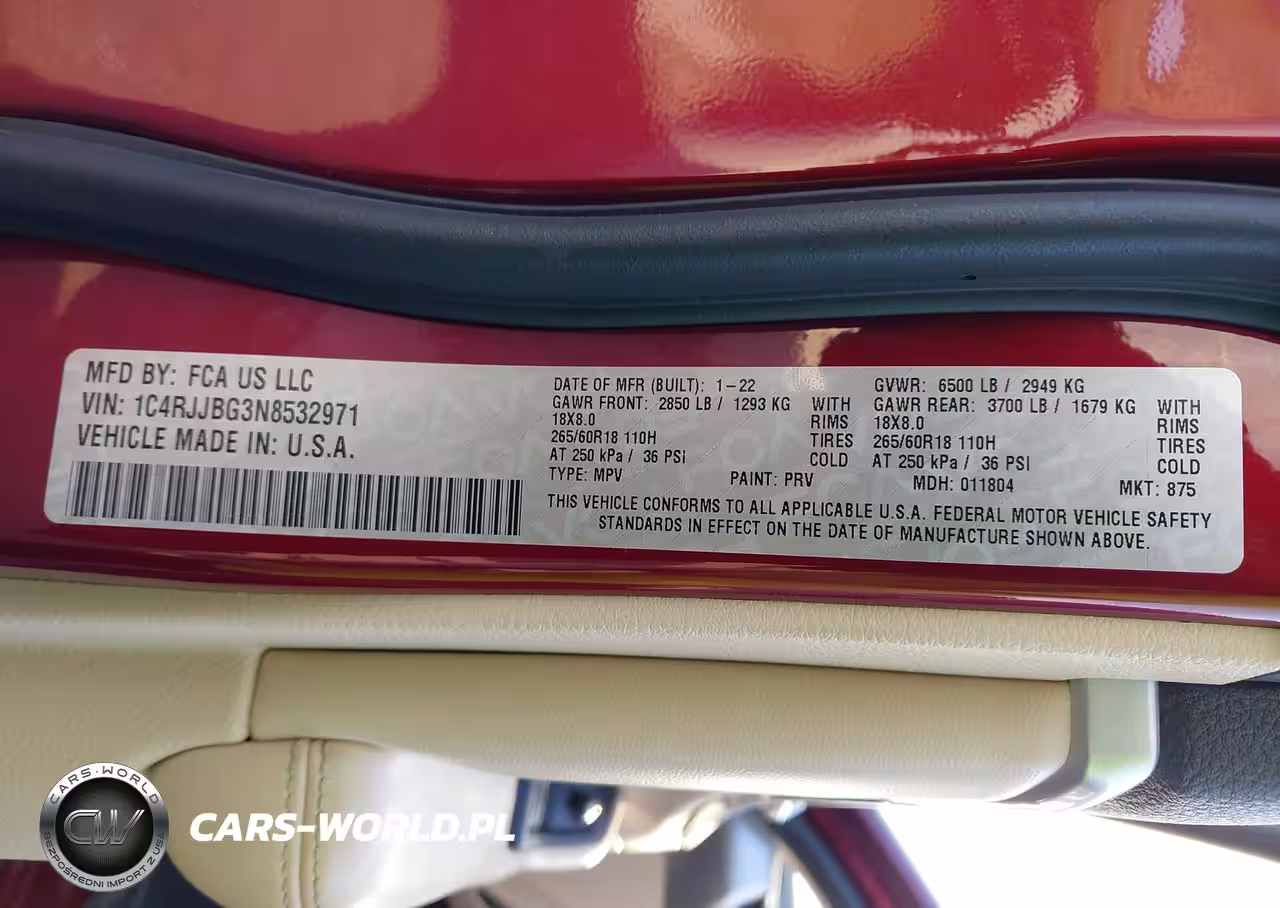 MFD BY: FCA US LLC
VIN: 1C4RJJBG3N8532971
VEHICLE MADE IN: U.S.A.
DATE OF MFR (BUILT): 1-22
GVWR: 6500 LB / 2949 KG
GAWR FRONT: 2850 LB / 1293 KG WITH
GAWR REAR: 3700 LB / 1679 KG WITH
18X8.0 RIMS
18X8.0 RIMS
265/60R18 110H TIRES
265/60R18 110H TIRES
AT 250 kPa / 36 PSI COLD
AT 250 kPa / 36 PSI COLD
TYPE: MPV PAINT: PRV MDH: 011804 MKT: 875
THIS VEHICLE CONFORMS TO ALL APPLICABLE U.S.A. FEDERAL MOTOR VEHICLE SAFETY
STANDARDS IN EFFECT ON THE DATE OF MANUFACTURE SHOWN ABOVE.
CARS-WORLD
CW
BEZPOŚREDNI IMPORT Z USA
CARS-WORLD.PL